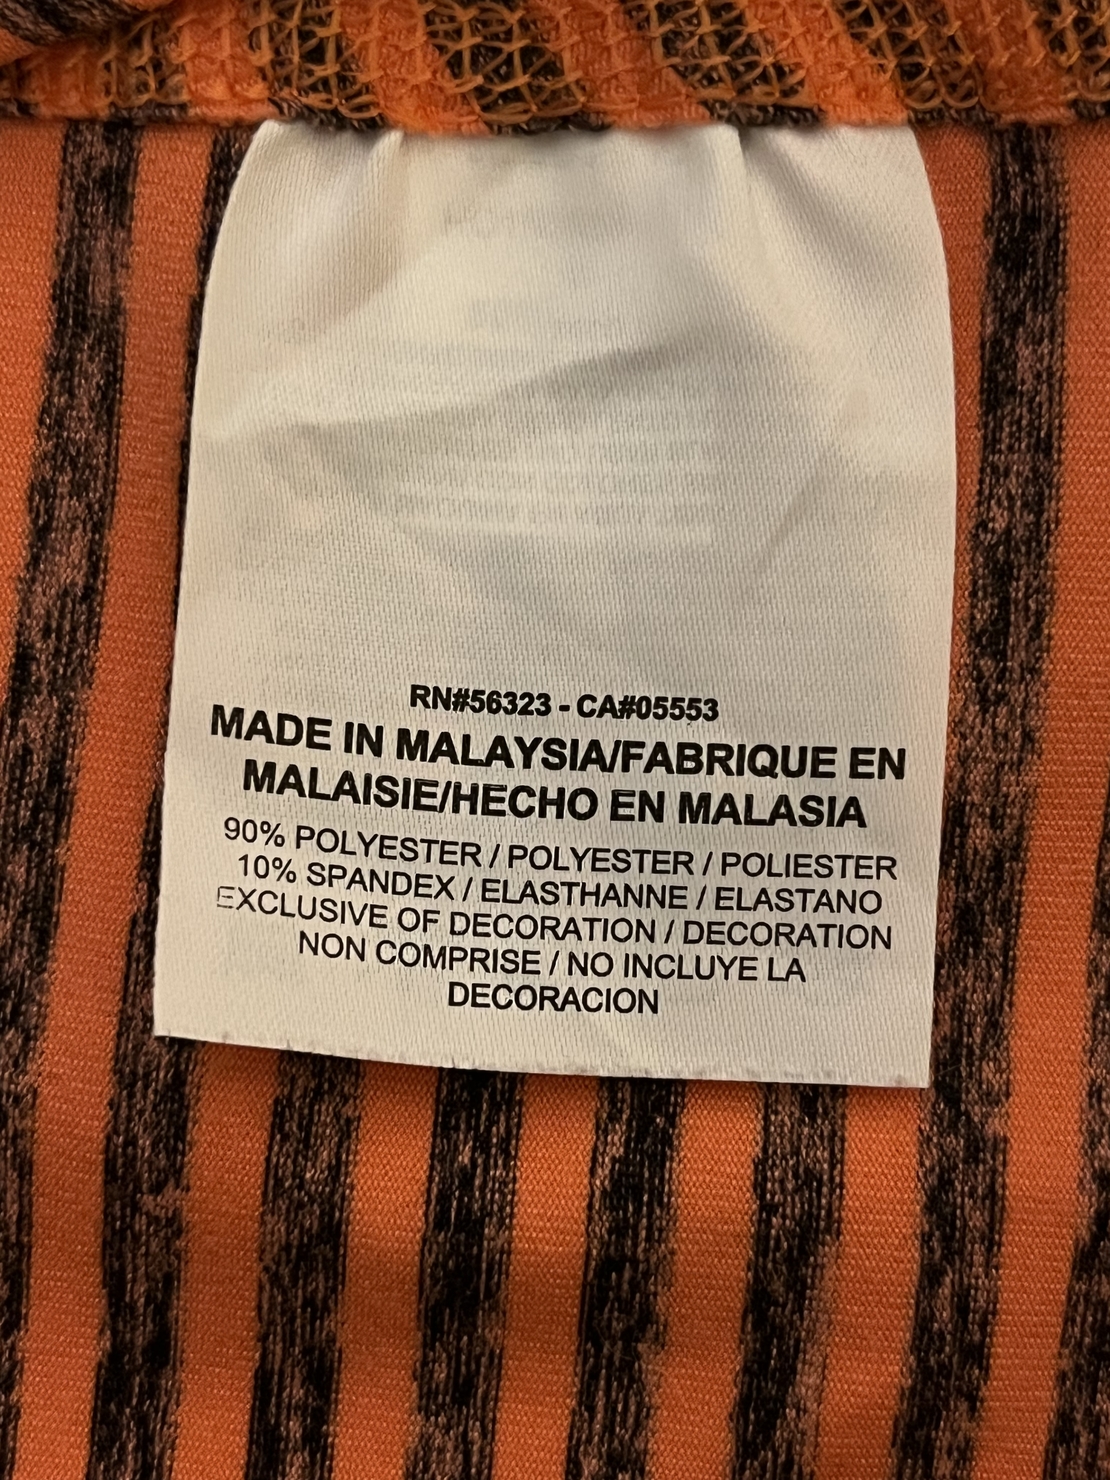 RN#56323 - CA#05553
MADE IN MALAYSIA/FABRIQUE EN
MALAISIE/HECHO EN MALASIA
90% POLYESTER / POLYESTER / POLIESTER
10% SPANDEX / ELASTHANNE / ELASTANO
EXCLUSIVE OF DECORATION / DECORATION
NON COMPRISE / NO INCLUYE LA
DECORACION